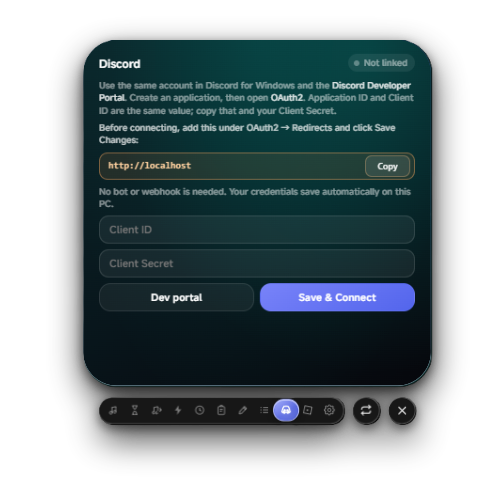 Discord
Not linked
Use the same account in Discord for Windows and the Discord Developer
Portal. Create an application, then open OAuth2. Application ID and Client
ID are the same value; copy that and your Client Secret.
Before connecting, add this under OAuth2 → Redirects and click Save
Changes:
http://localhost
Copy
No bot or webhook is needed. Your credentials save automatically on this
PC.
Client ID
Client Secret
Dev portal
Save & Connect